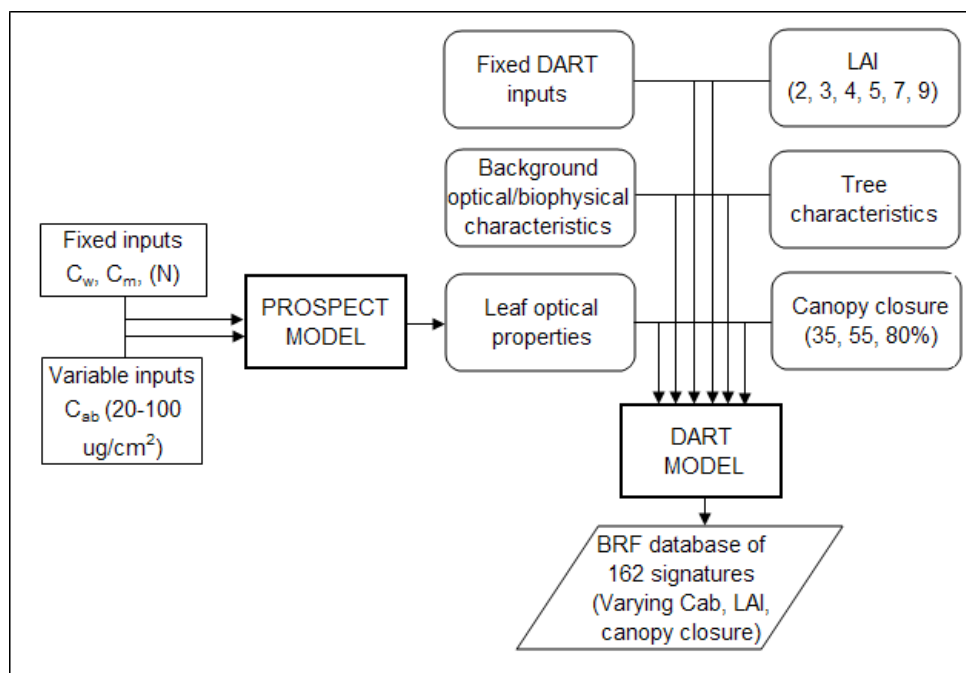 Fixed DART
inputs
LAI
(2, 3, 4, 5, 7, 9)
Background
optical/biophysical
characteristics
Tree
characteristics
Fixed inputs
Cw, Cm, (N)
PROSPECT
MODEL
Leaf optical
properties
Canopy closure
(35, 55, 80%)
Variable inputs
Cab (20-100
ug/cm²)
DART
MODEL
BRF database of
162 signatures
(Varying Cab, LAI,
canopy closure)